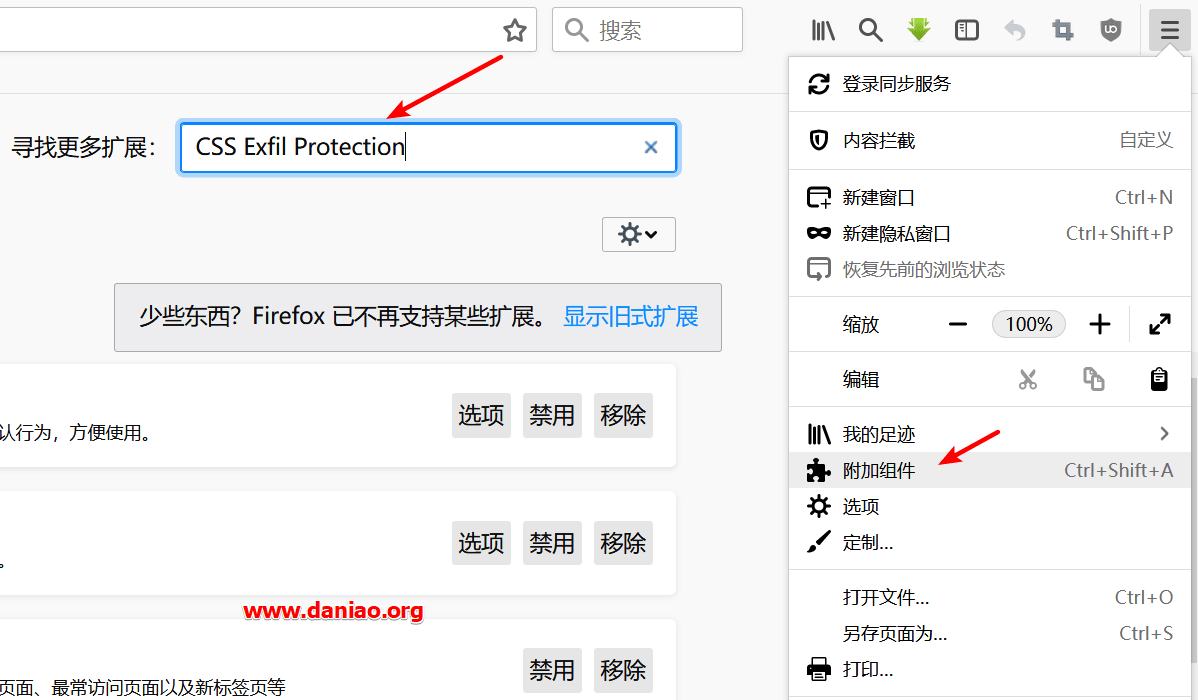 搜索
寻找更多扩展：
CSS Exfil Protection
少些东西？Firefox 已不再支持某些扩展。 显示旧式扩展
选项 禁用 移除
认行为，方便使用。
选项 禁用 移除
。
www.daniao.org
禁用 移除
页面、最常访问页面以及新标签页等
登录同步服务
内容拦截 自定义
新建窗口 Ctrl+N
新建隐私窗口 Ctrl+Shift+P
恢复先前的浏览状态
缩放 100%
编辑
我的足迹
附加组件 Ctrl+Shift+A
选项
定制...
打开文件... Ctrl+O
另存页面为... Ctrl+S
打印...